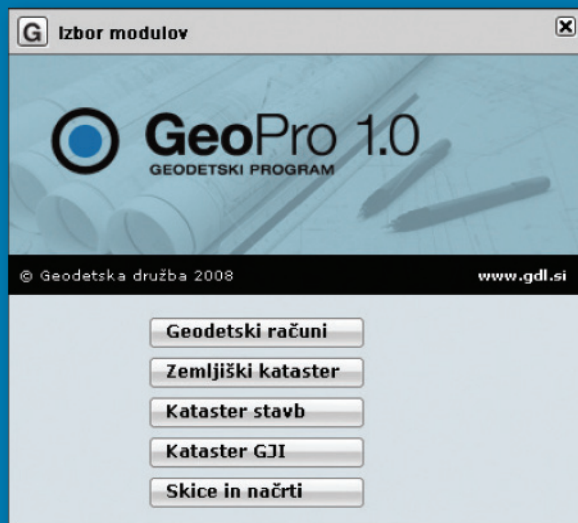 G Izbor modulov
GeoPro 1.0
GEODETSKI PROGRAM
© Geodetska družba 2008 www.gdl.si
Geodetski računi
Zemljiški kataster
Kataster stavb
Kataster GJI
Skice in načrti